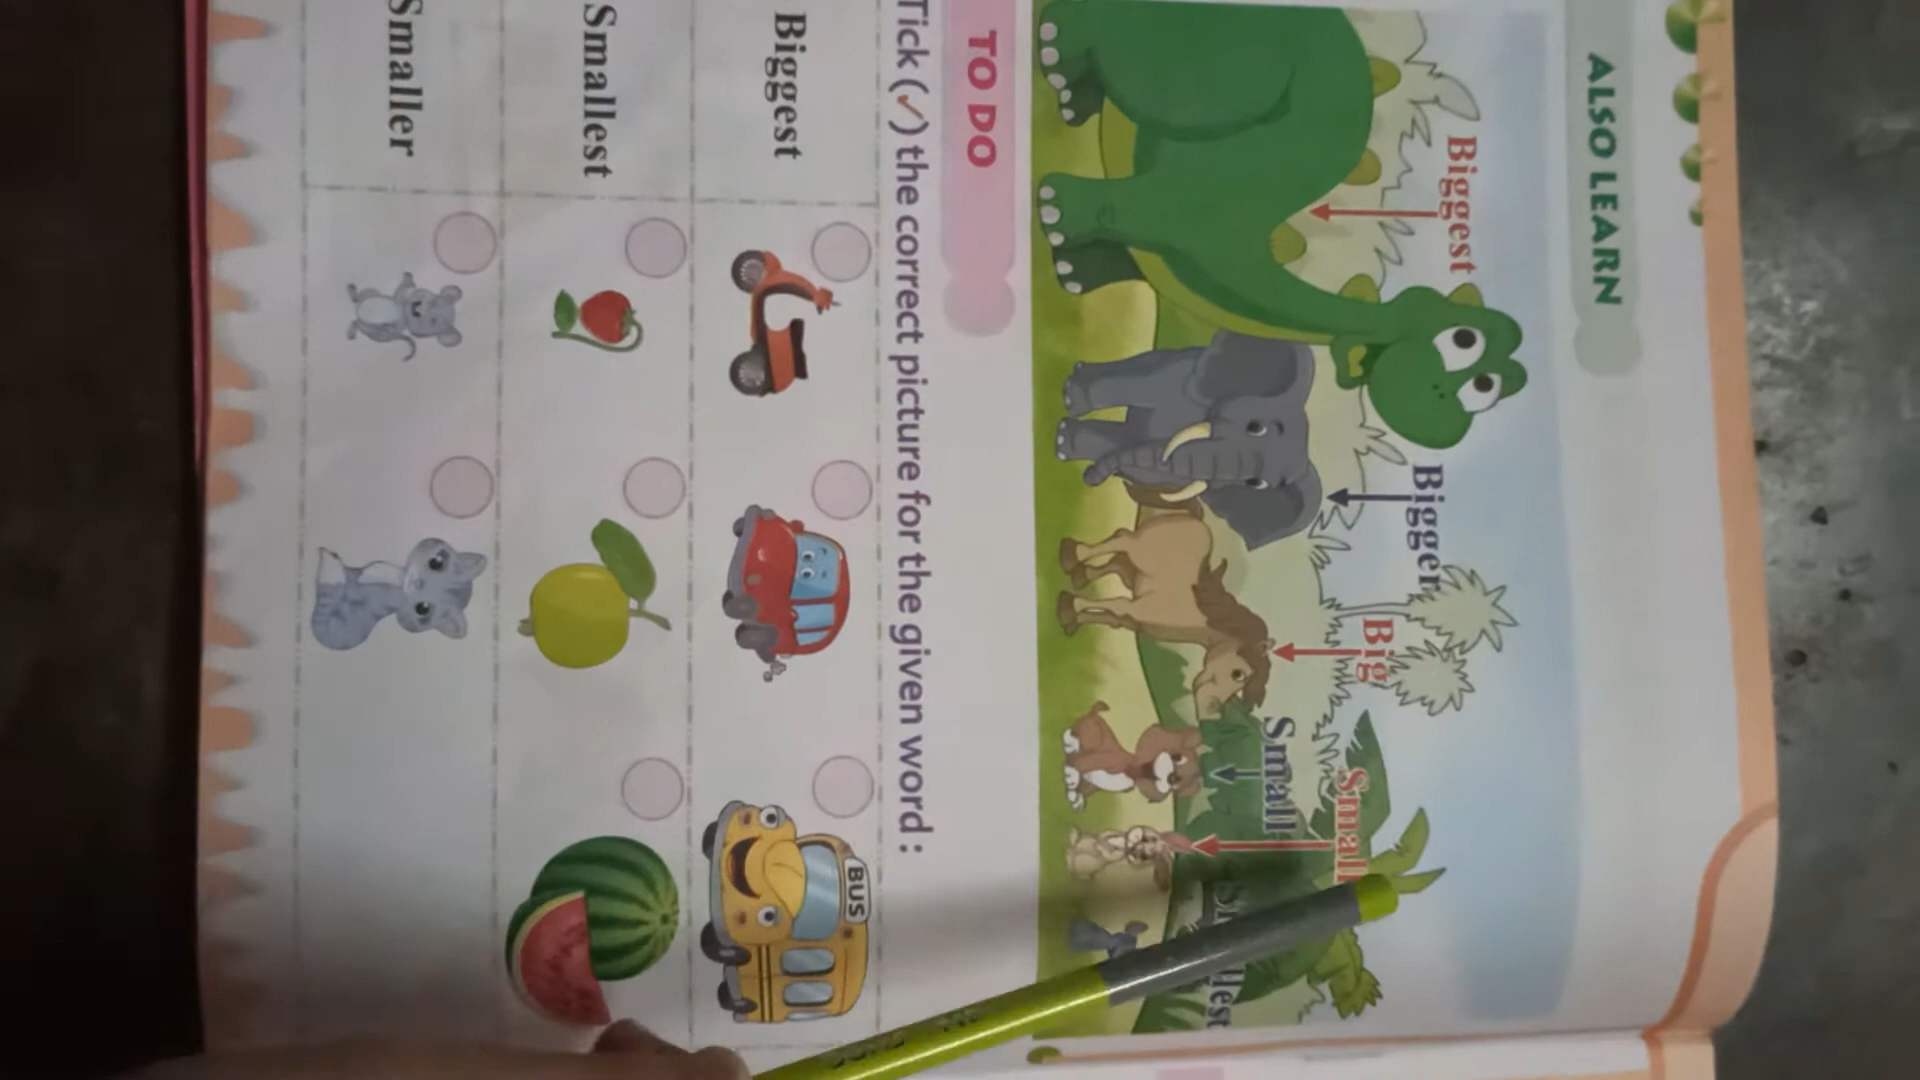 ALSO LEARN
Biggest
Bigger
Big
Small
Small
TO DO
Tick (✓) the correct picture for the given word :
Biggest
BUS
Smallest
Smaller